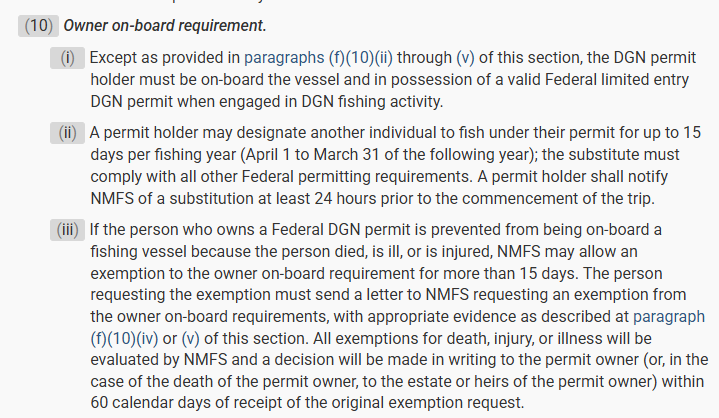 (10) Owner on-board requirement.
(i) Except as provided in paragraphs (f)(10)(ii) through (v) of this section, the DGN permit
holder must be on-board the vessel and in possession of a valid Federal limited entry
DGN permit when engaged in DGN fishing activity.
(ii) A permit holder may designate another individual to fish under their permit for up to 15
days per fishing year (April 1 to March 31 of the following year); the substitute must
comply with all other Federal permitting requirements. A permit holder shall notify
NMFS of a substitution at least 24 hours prior to the commencement of the trip.
(iii) If the person who owns a Federal DGN permit is prevented from being on-board a
fishing vessel because the person died, is ill, or is injured, NMFS may allow an
exemption to the owner on-board requirement for more than 15 days. The person
requesting the exemption must send a letter to NMFS requesting an exemption from
the owner on-board requirements, with appropriate evidence as described at paragraph
(f)(10)(iv) or (v) of this section. All exemptions for death, injury, or illness will be
evaluated by NMFS and a decision will be made in writing to the permit owner (or, in the
case of the death of the permit owner, to the estate or heirs of the permit owner) within
60 calendar days of receipt of the original exemption request.